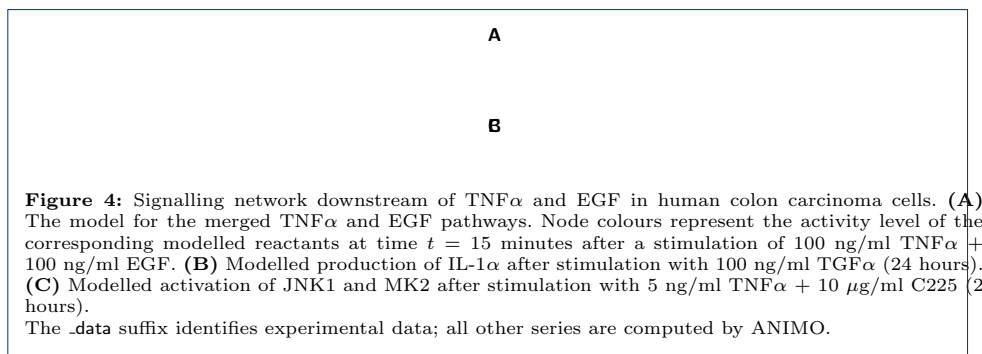 A
B
Figure 4: Signalling network downstream of TNFα and EGF in human colon carcinoma cells. (A)
The model for the merged TNFα and EGF pathways. Node colours represent the activity level of the
corresponding modelled reactants at time t = 15 minutes after a stimulation of 100 ng/ml TNFα +
100 ng/ml EGF. (B) Modelled production of IL-1α after stimulation with 100 ng/ml TGFα (24 hours).
(C) Modelled activation of JNK1 and MK2 after stimulation with 5 ng/ml TNFα + 10 μg/ml C225 (2
hours).
The _data suffix identifies experimental data; all other series are computed by ANIMO.